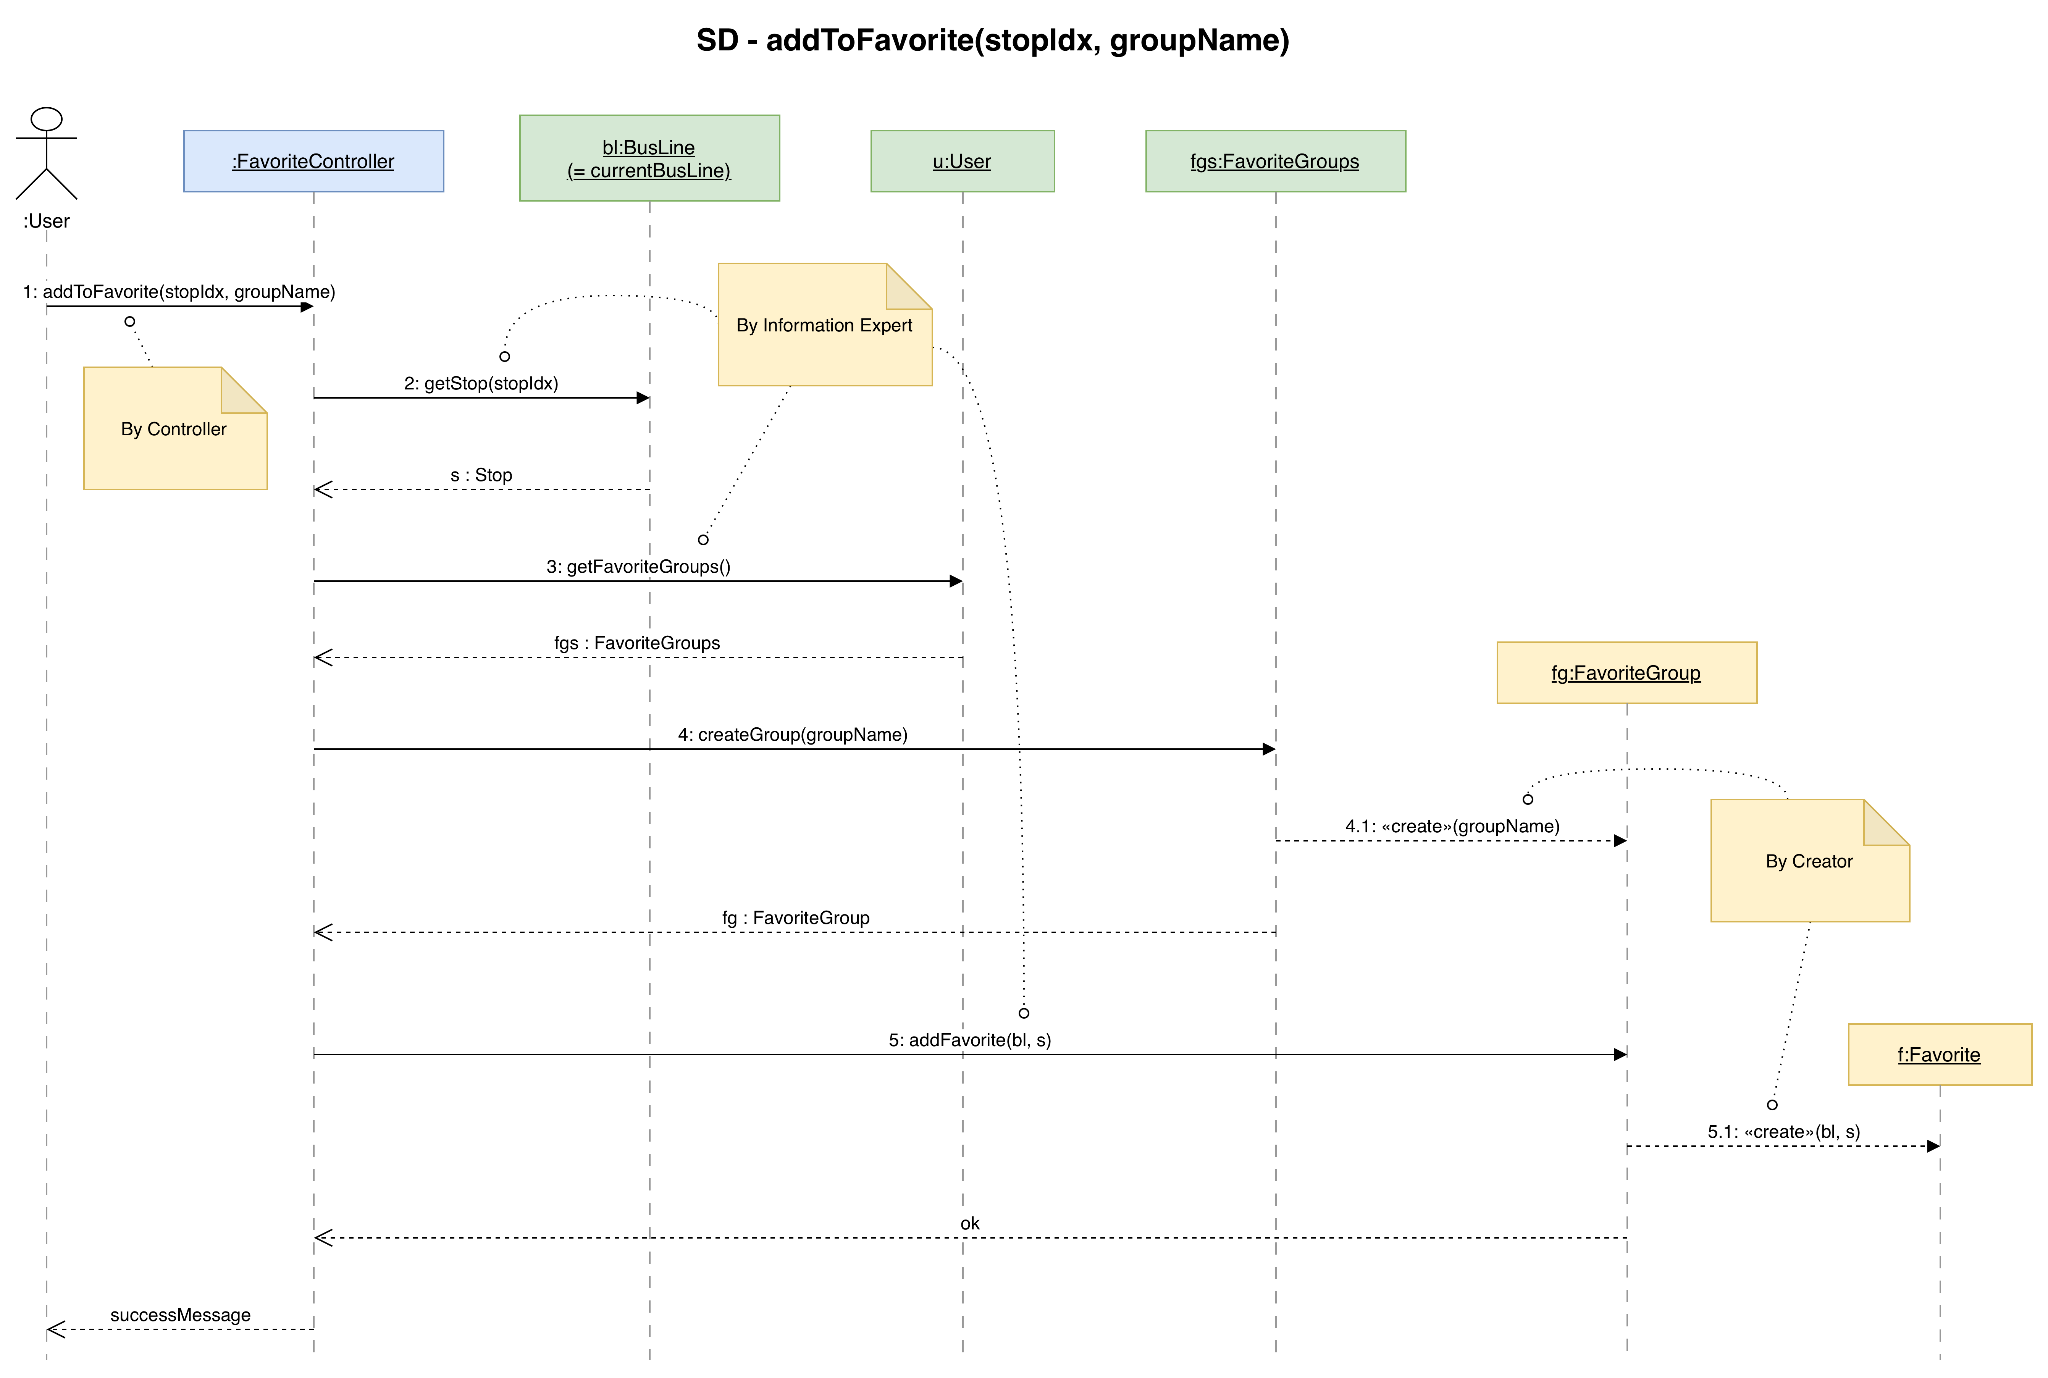 SD - addToFavorite(stopIdx, groupName)
:User
:FavoriteController
bl:BusLine
(= currentBusLine)
u:User
fgs:FavoriteGroups
1: addToFavorite(stopIdx, groupName)
By Controller
By Information Expert
2: getStop(stopIdx)
s : Stop
3: getFavoriteGroups()
fgs : FavoriteGroups
fg:FavoriteGroup
4: createGroup(groupName)
4.1: «create»(groupName)
By Creator
fg : FavoriteGroup
5: addFavorite(bl, s)
f:Favorite
5.1: «create»(bl, s)
ok
successMessage